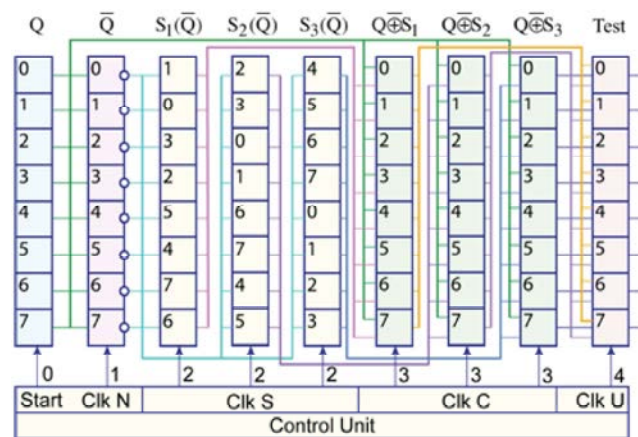 Q Q̅ S₁(Q̅) S₂(Q̅) S₃(Q̅) Q⊕̅S₁ Q⊕̅S₂ Q⊕̅S₃ Test
0 0 1 2 4 0 0 0 0
1 1 0 3 5 1 1 1 1
2 2 3 0 6 2 2 2 2
3 3 2 1 7 3 3 3 3
4 4 5 6 0 4 4 4 4
5 5 4 7 1 5 5 5 5
6 6 7 4 2 6 6 6 6
7 7 6 5 3 7 7 7 7
0 1 2 2 2 3 3 3 4
Start Clk N Clk S Clk C Clk U
Control Unit